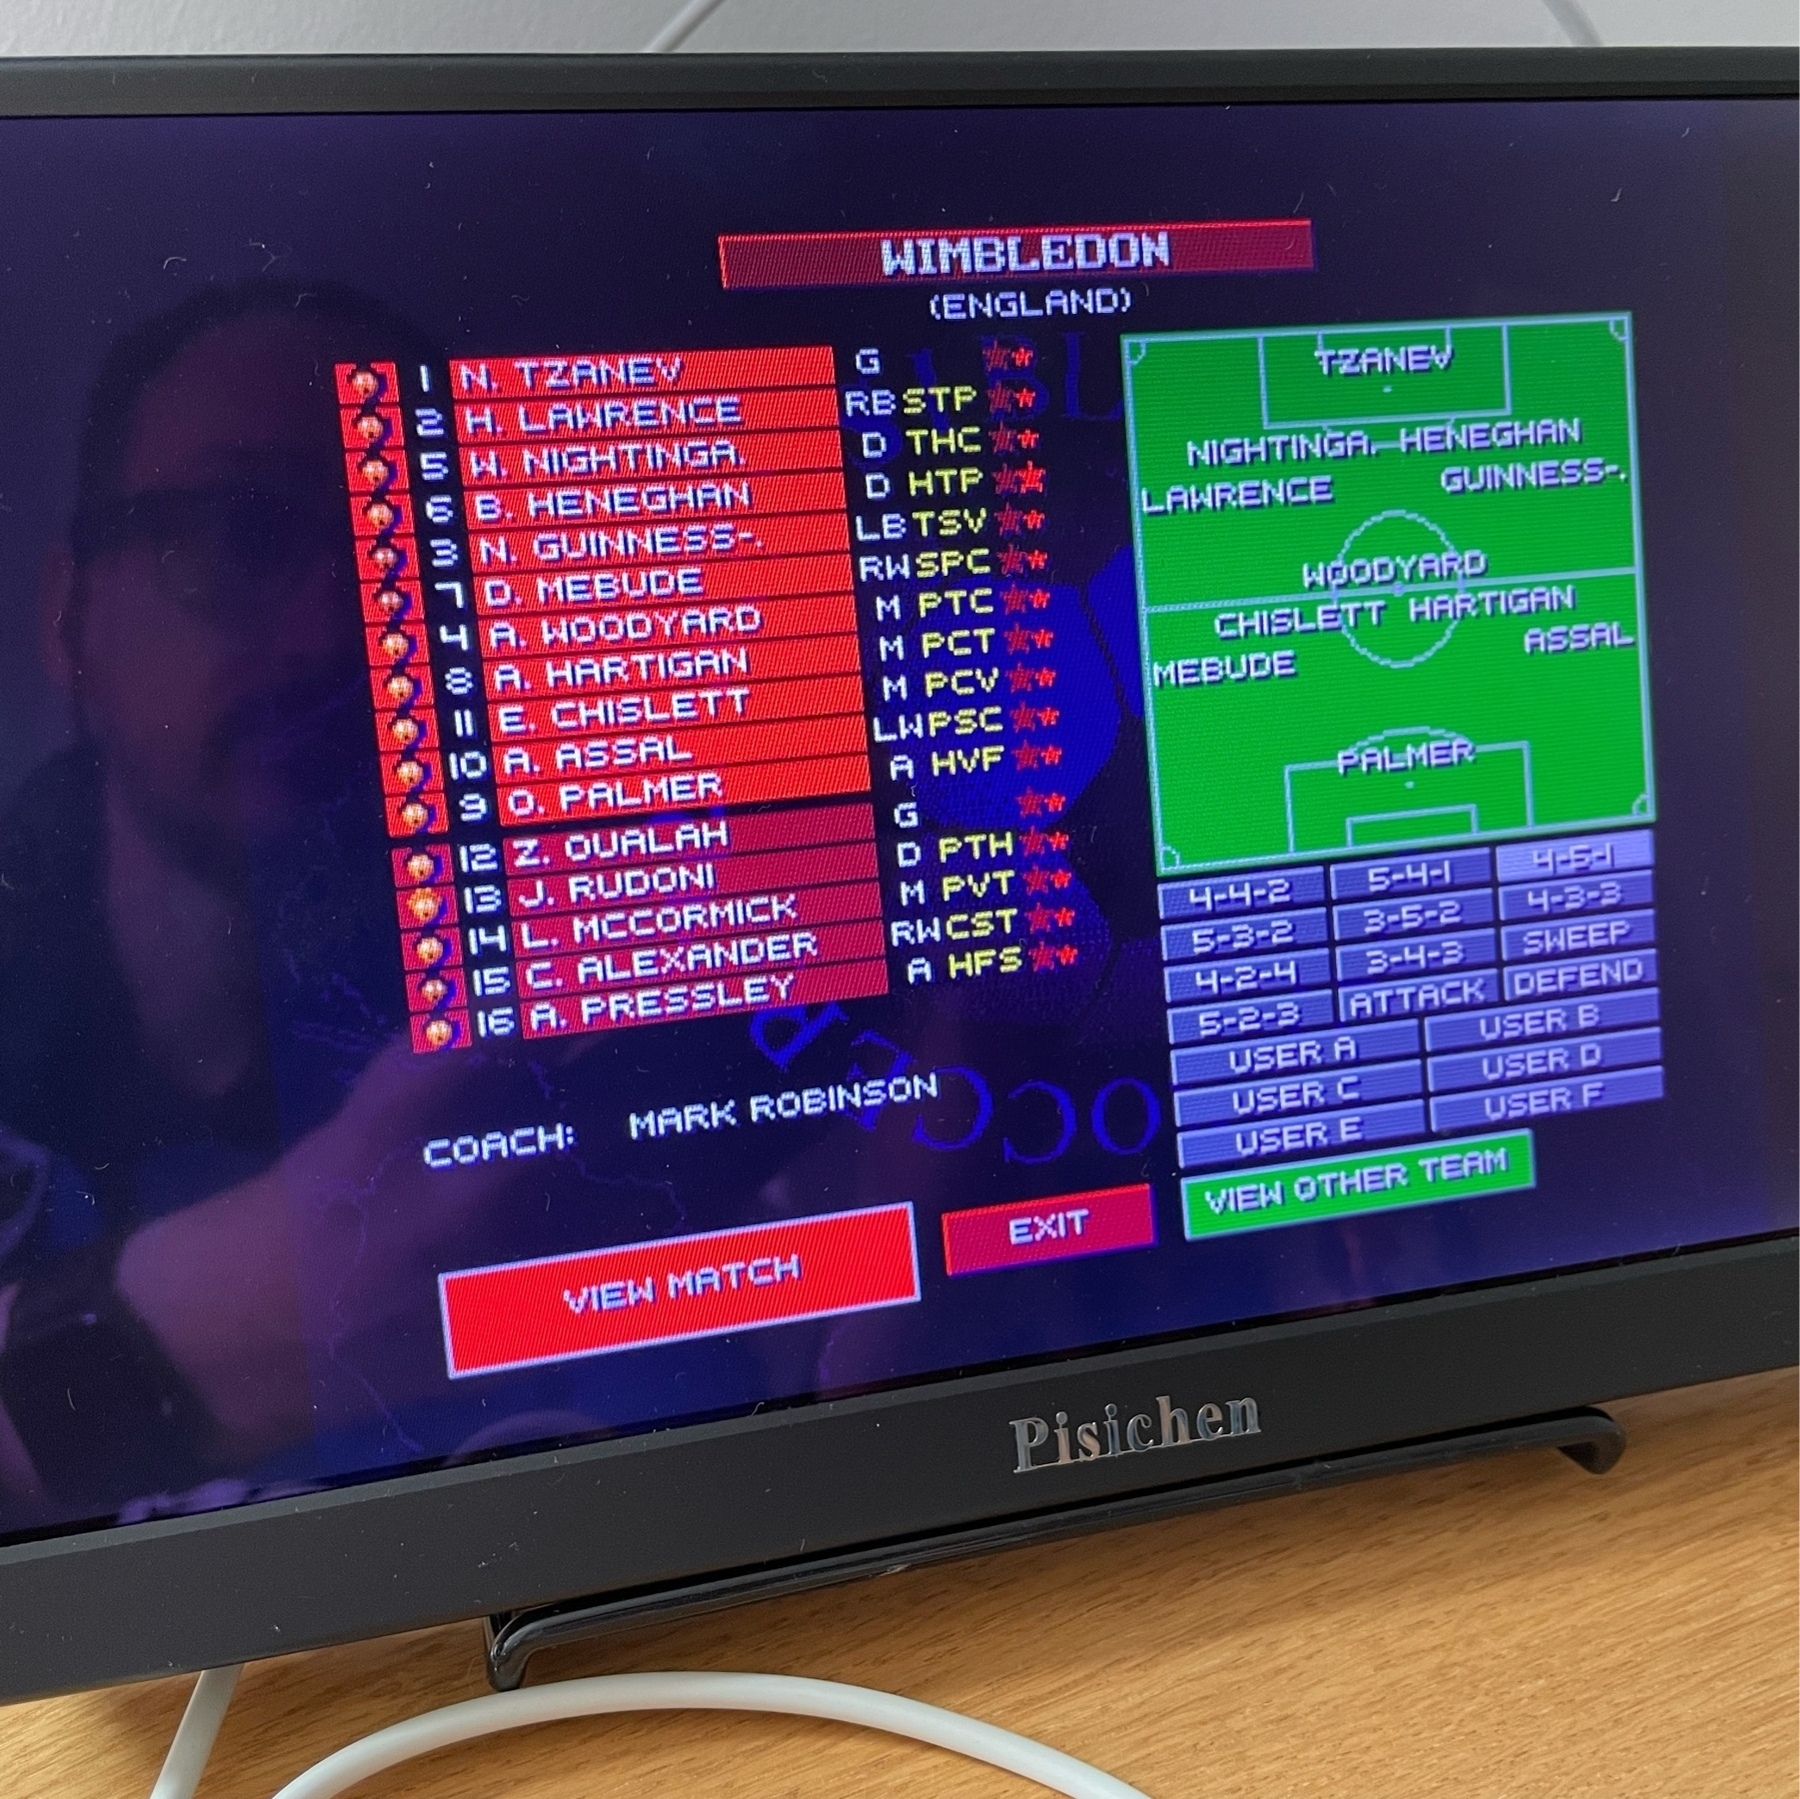 WIMBLEDON
(ENGLAND)
1 N. TZANEV G
2 H. LAWRENCE RB STP
5 W. NIGHTINGA. D THC
6 B. HENEGHAN D HTP
3 N. GUINNESS-. LB TSV
7 D. MEBUDE RW SPC
4 A. WOODYARD M PTC
8 A. HARTIGAN M PCT
11 E. CHISLETT M PCV
10 A. ASSAL LW PSC
9 O. PALMER A HVF
12 Z. OUALAH G
13 J. RUDONI D PTH
14 L. MCCORMICK M PVT
15 C. ALEXANDER RW CST
16 A. PRESSLEY A HFS
COACH: MARK ROBINSON
VIEW MATCH
EXIT
TZANEV
NIGHTINGA. HENEGHAN
LAWRENCE GUINNESS-.
WOODYARD
CHISLETT HARTIGAN
MEBUDE ASSAL
PALMER
4-4-2 5-4-1 4-5-1
5-3-2 3-5-2 4-3-3
4-2-4 3-4-3 SWEEP
5-2-3 ATTACK DEFEND
USER A USER B
USER C USER D
USER E USER F
VIEW OTHER TEAM
OCCER
Pisichen